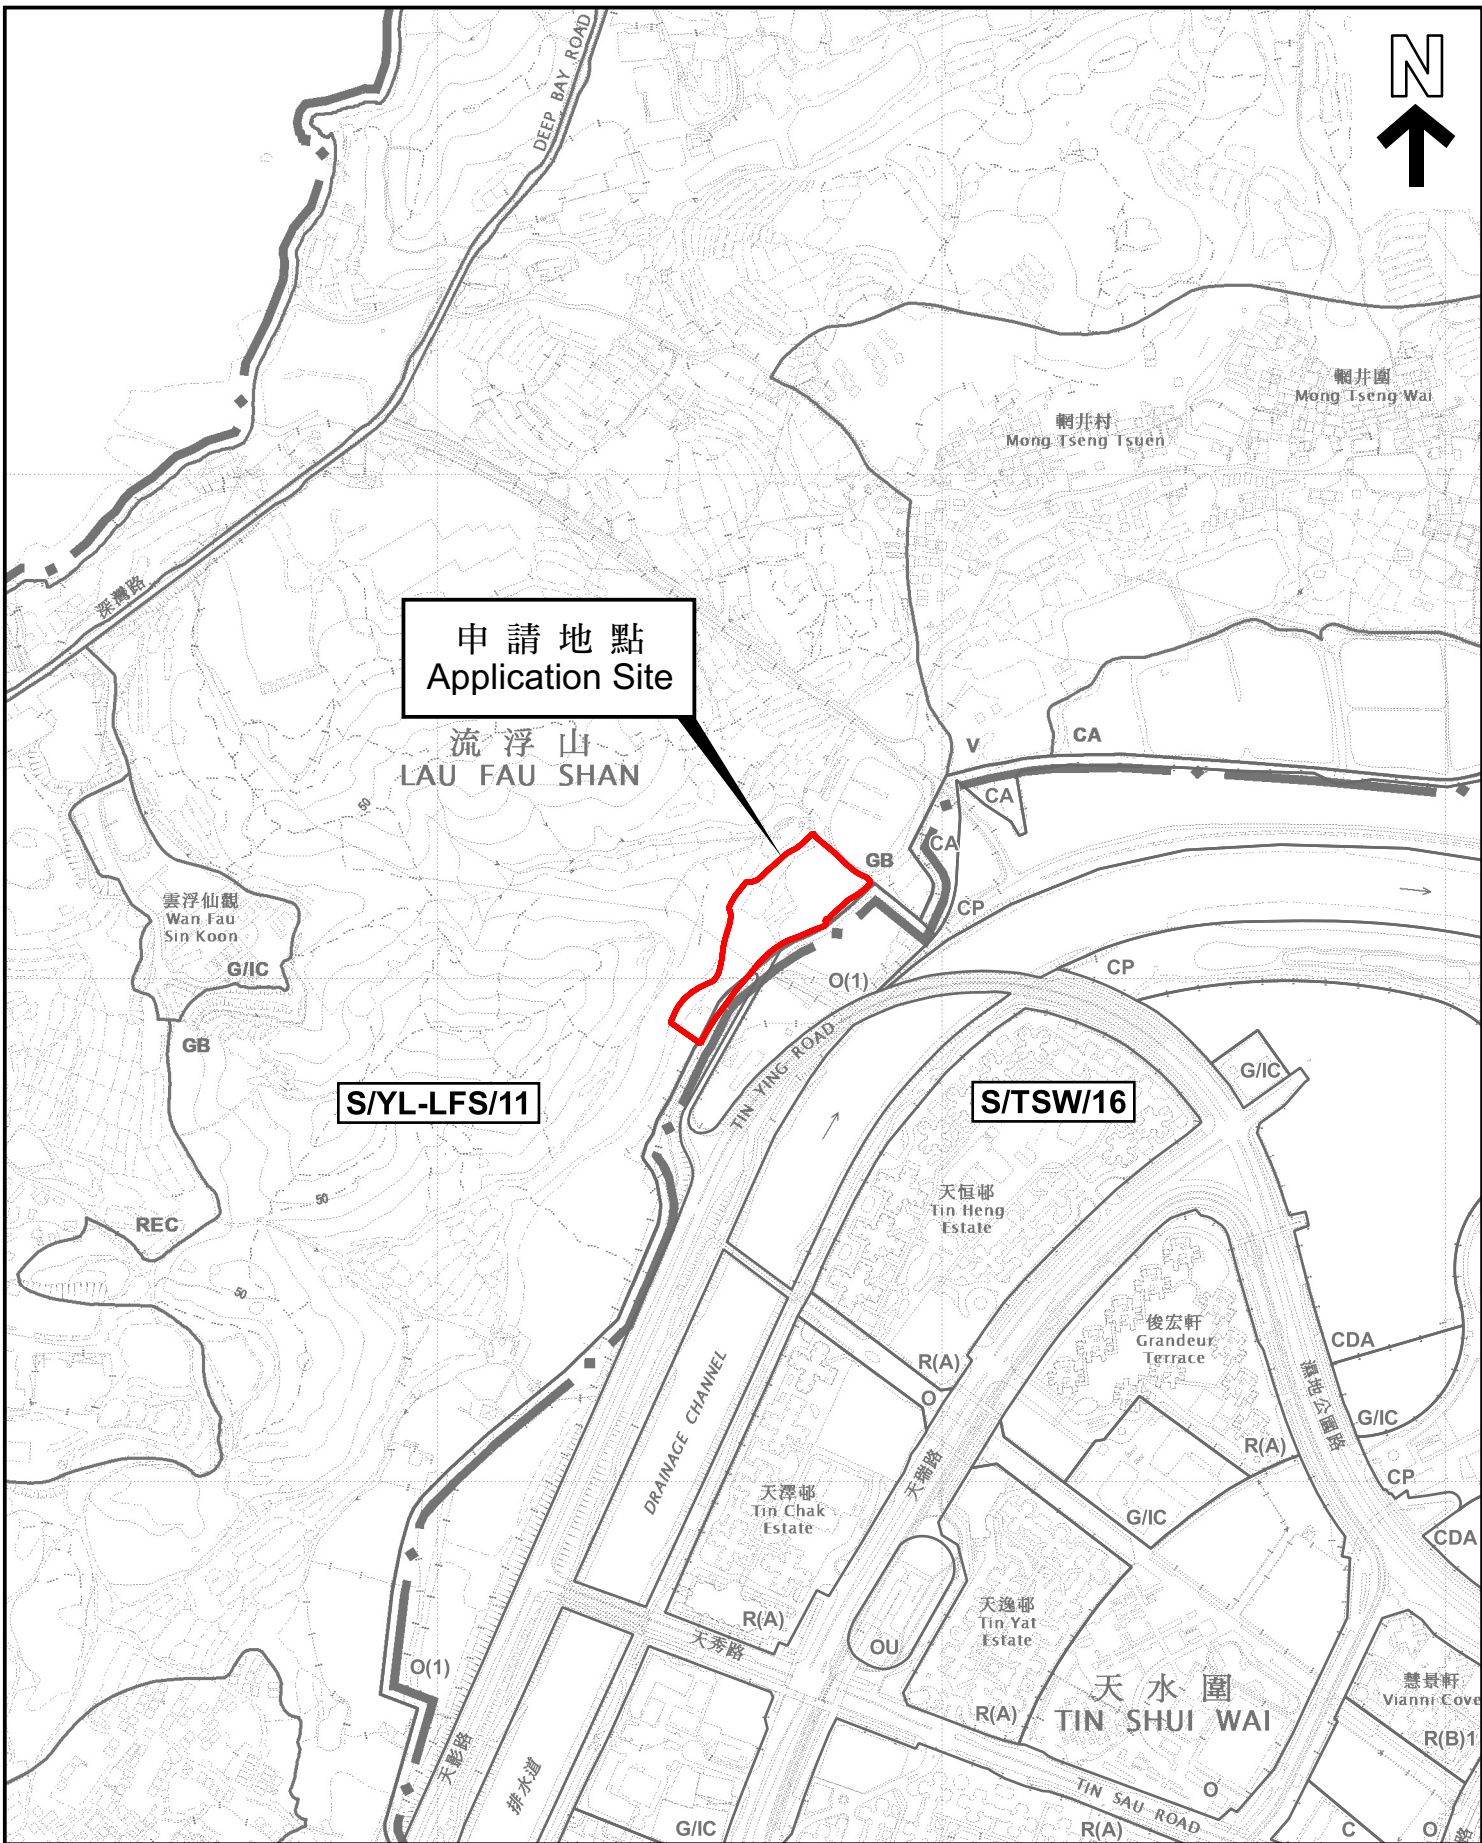 N
DEEP BAY ROAD
輞井圍
Mong Tseng Wai
輞井村
Mong Tseng Tsuen
深灣路
申請地點
Application Site
流浮山
LAU FAU SHAN
V
CA
CA
50
CA
GB
雲浮仙觀
Wan Fau
Sin Koon
G/IC
CP
CP
O(1)
GB
TIN YING ROAD
G/IC
S/YL-LFS/11
S/TSW/16
50
天恒邨
Tin Heng
Estate
REC
50
俊宏軒
Grandeur
Terrace
CDA
R(A)
O
濕地公園路
DRAINAGE CHANNEL
G/IC
R(A)
天瑞路
CP
天澤邨
Tin Chak
Estate
G/IC
CDA
天逸邨
Tin Yat
Estate
R(A)
天秀路
OU
O(1)
天水圍
TIN SHUI WAI
慧景軒
Vianni Cove
R(A)
R(B)1
天影路
排水道
TIN SAU ROAD
O
G/IC
R(A)
C
O
路